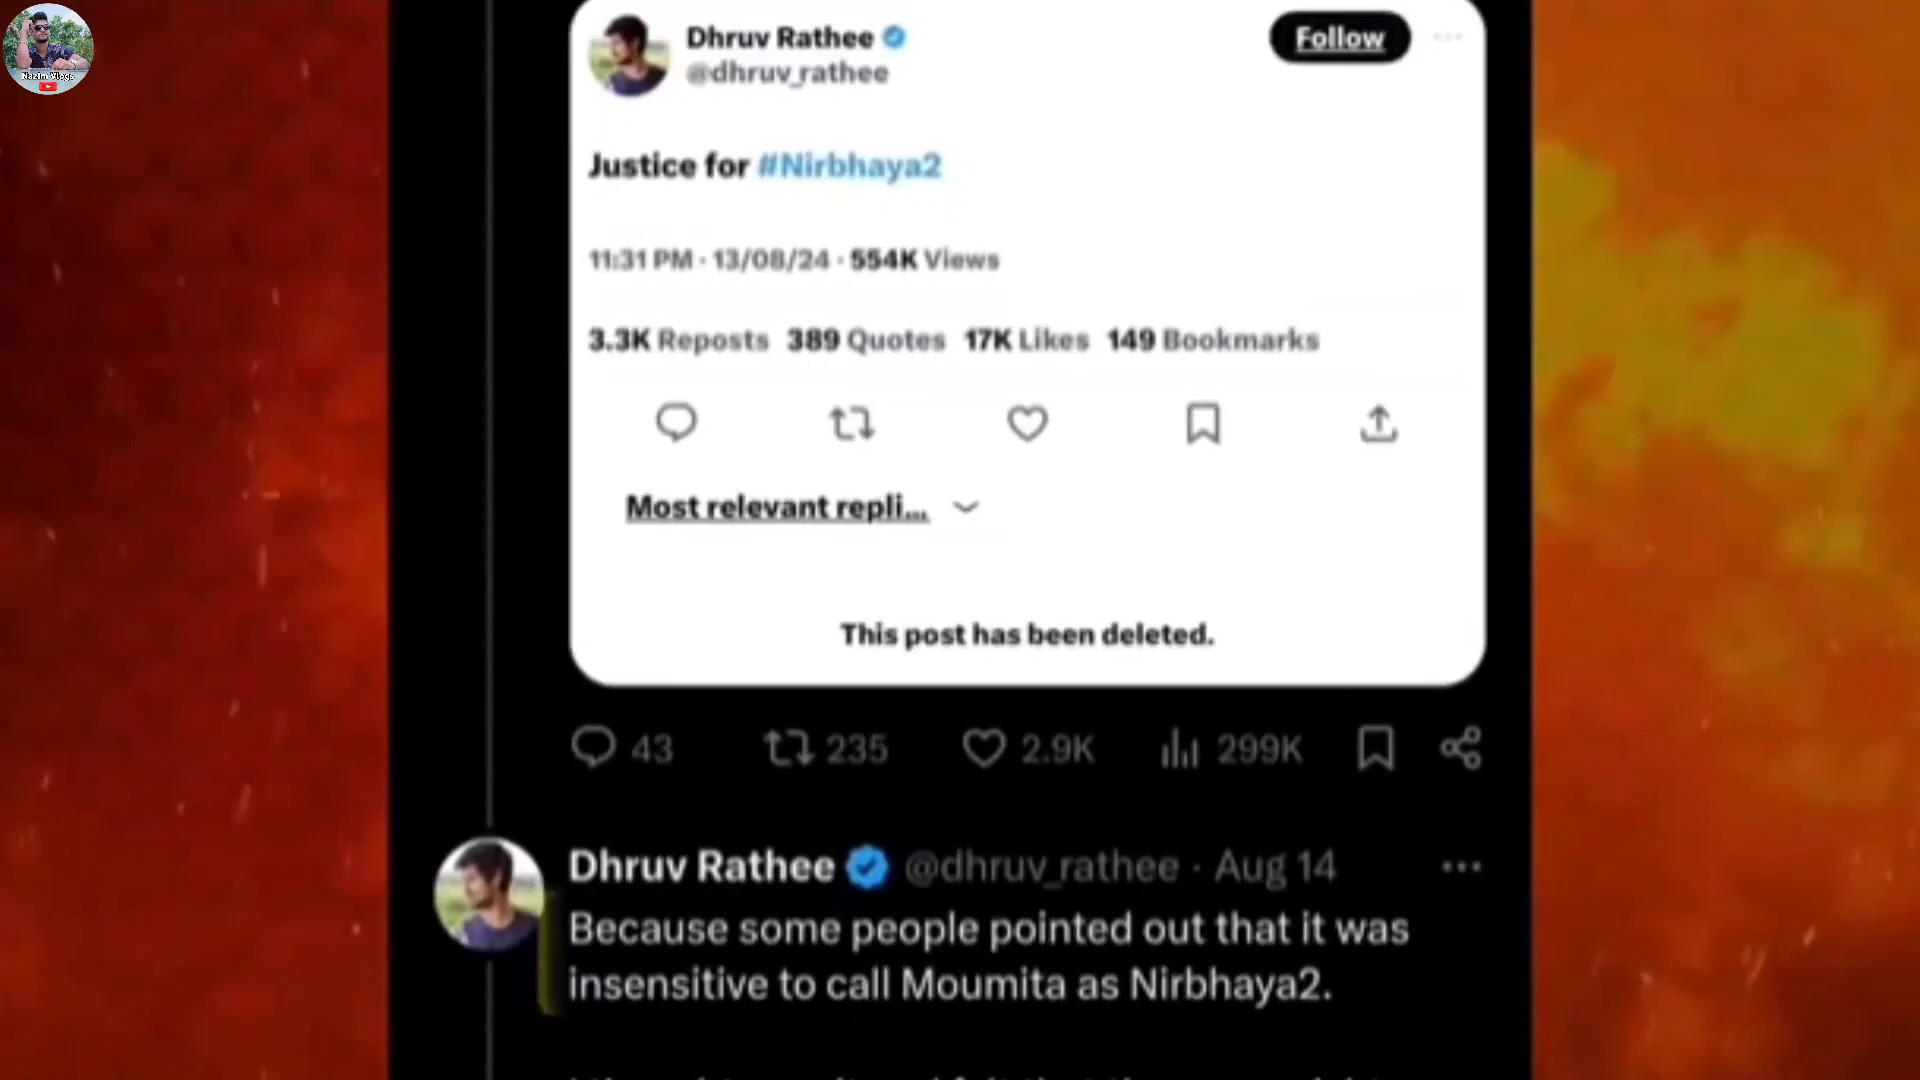 Nazim Vlogs
Dhruv Rathee
Follow
@dhruv_rathee
Justice for #Nirbhaya2
11:31 PM · 13/08/24 · 554K Views
3.3K Reposts 389 Quotes 17K Likes 149 Bookmarks
Most relevant repli...
This post has been deleted.
43 235 2.9K 299K
Dhruv Rathee @dhruv_rathee · Aug 14
Because some people pointed out that it was
insensitive to call Moumita as Nirbhaya2.